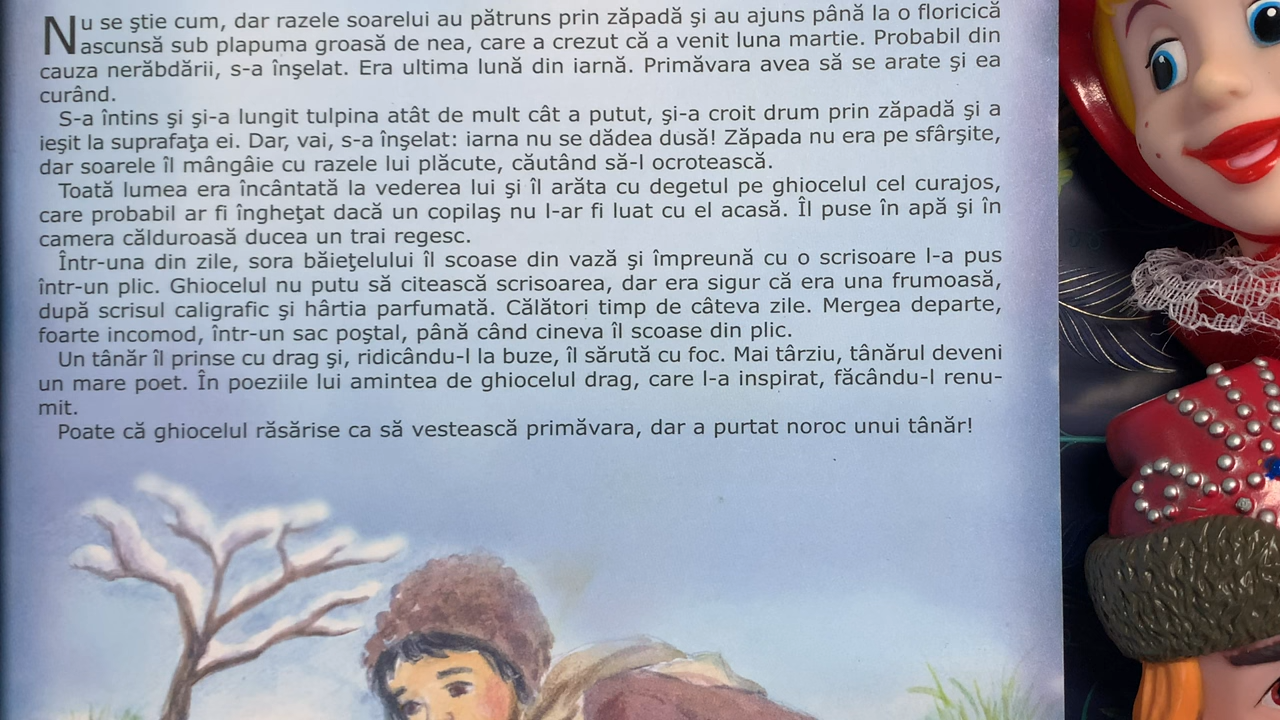 Nu se ştie cum, dar razele soarelui au pătruns prin zăpadă şi au ajuns până la o floricică
ascunsă sub plapuma groasă de nea, care a crezut că a venit luna martie. Probabil din
cauza nerăbdării, s-a înşelat. Era ultima lună din iarnă. Primăvara avea să se arate şi ea
curând.
S-a întins şi şi-a lungit tulpina atât de mult cât a putut, şi-a croit drum prin zăpadă şi a
ieşit la suprafaţa ei. Dar, vai, s-a înşelat: iarna nu se dădea dusă! Zăpada nu era pe sfârşite,
dar soarele îl mângâie cu razele lui plăcute, căutând să-l ocrotească.
Toată lumea era încântată la vederea lui şi îl arăta cu degetul pe ghiocelul cel curajos,
care probabil ar fi îngheţat dacă un copilaş nu l-ar fi luat cu el acasă. Îl puse în apă şi în
camera călduroasă ducea un trai regesc.
Într-una din zile, sora băieţelului îl scoase din vază şi împreună cu o scrisoare l-a pus
într-un plic. Ghiocelul nu putu să citească scrisoarea, dar era sigur că era una frumoasă,
după scrisul caligrafic şi hârtia parfumată. Călători timp de câteva zile. Mergea departe,
foarte incomod, într-un sac poştal, până când cineva îl scoase din plic.
Un tânăr îl prinse cu drag şi, ridicându-l la buze, îl sărută cu foc. Mai târziu, tânărul deveni
un mare poet. În poeziile lui amintea de ghiocelul drag, care l-a inspirat, făcându-l renu-
mit.
Poate că ghiocelul răsărise ca să vestească primăvara, dar a purtat noroc unui tânăr!